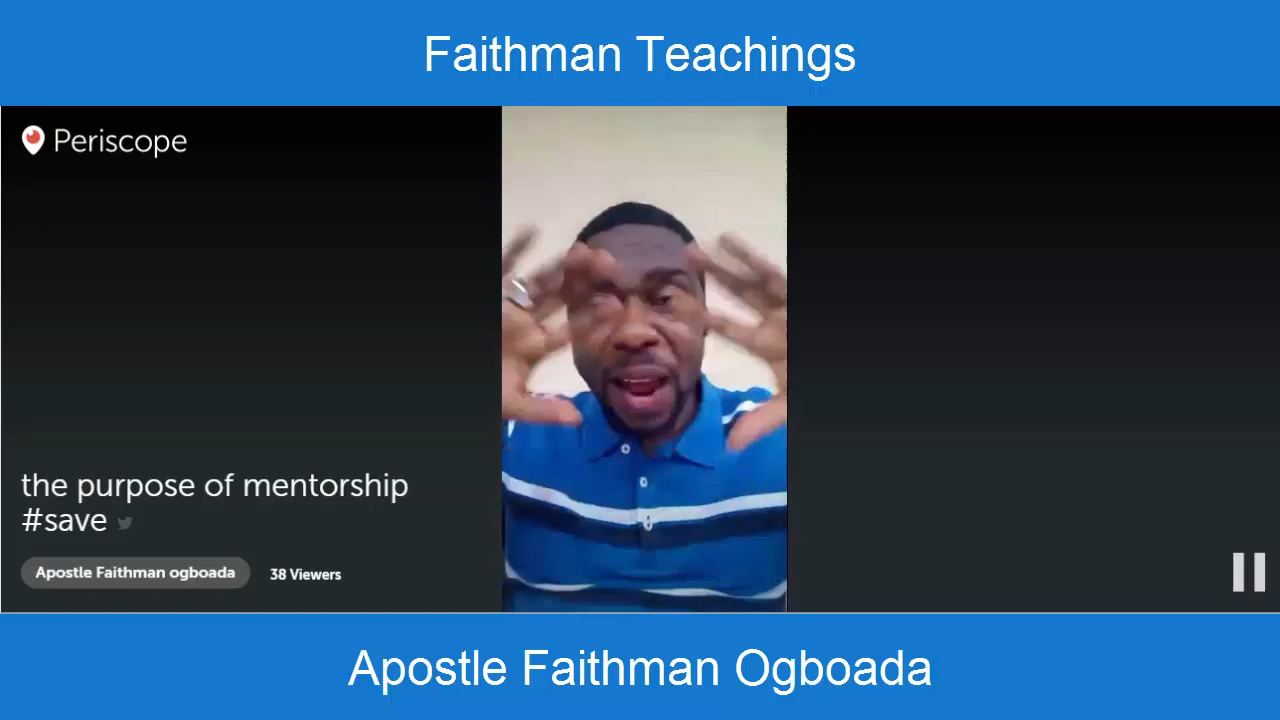 Faithman Teachings
Periscope
the purpose of mentorship
#save
Apostle Faithman ogboada
38 Viewers
Apostle Faithman Ogboada